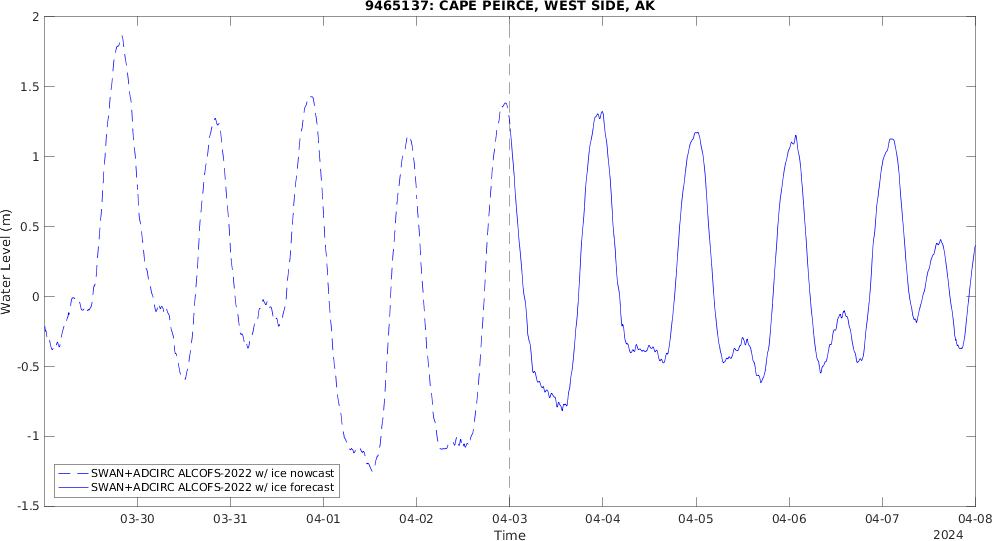 9465137: CAPE PEIRCE, WEST SIDE, AK
2
1.5
1
0.5
0
-0.5
-1
-1.5
Water Level (m)
SWAN+ADCIRC ALCOFS-2022 w/ ice nowcast
SWAN+ADCIRC ALCOFS-2022 w/ ice forecast
03-30 03-31 04-01 04-02 04-03 04-04 04-05 04-06 04-07 04-08
Time
2024